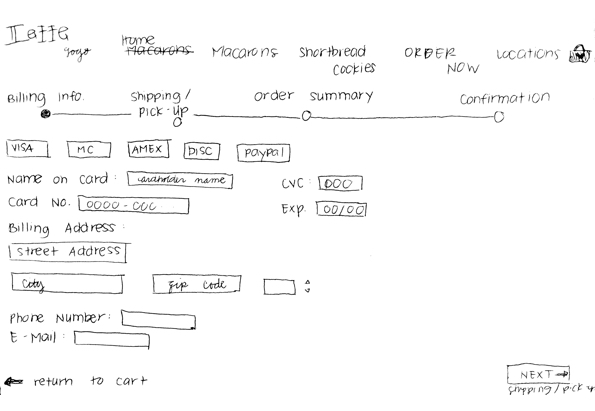 Lette
Logo
Home
Macarons
Macarons
Shortbread
Cookies
ORDER
NOW
Locations
Billing info.
Shipping/
pick-up
order summary
Confirmation
VISA
MC
AMEX
DISC
PayPal
Name on Card:
cardholder name
CVC:
000
Card No.
0000-000
Exp.
00/00
Billing Address:
Street Address
City
Zip Code
Phone Number:
E-Mail:
return to cart
NEXT
shipping/pick up